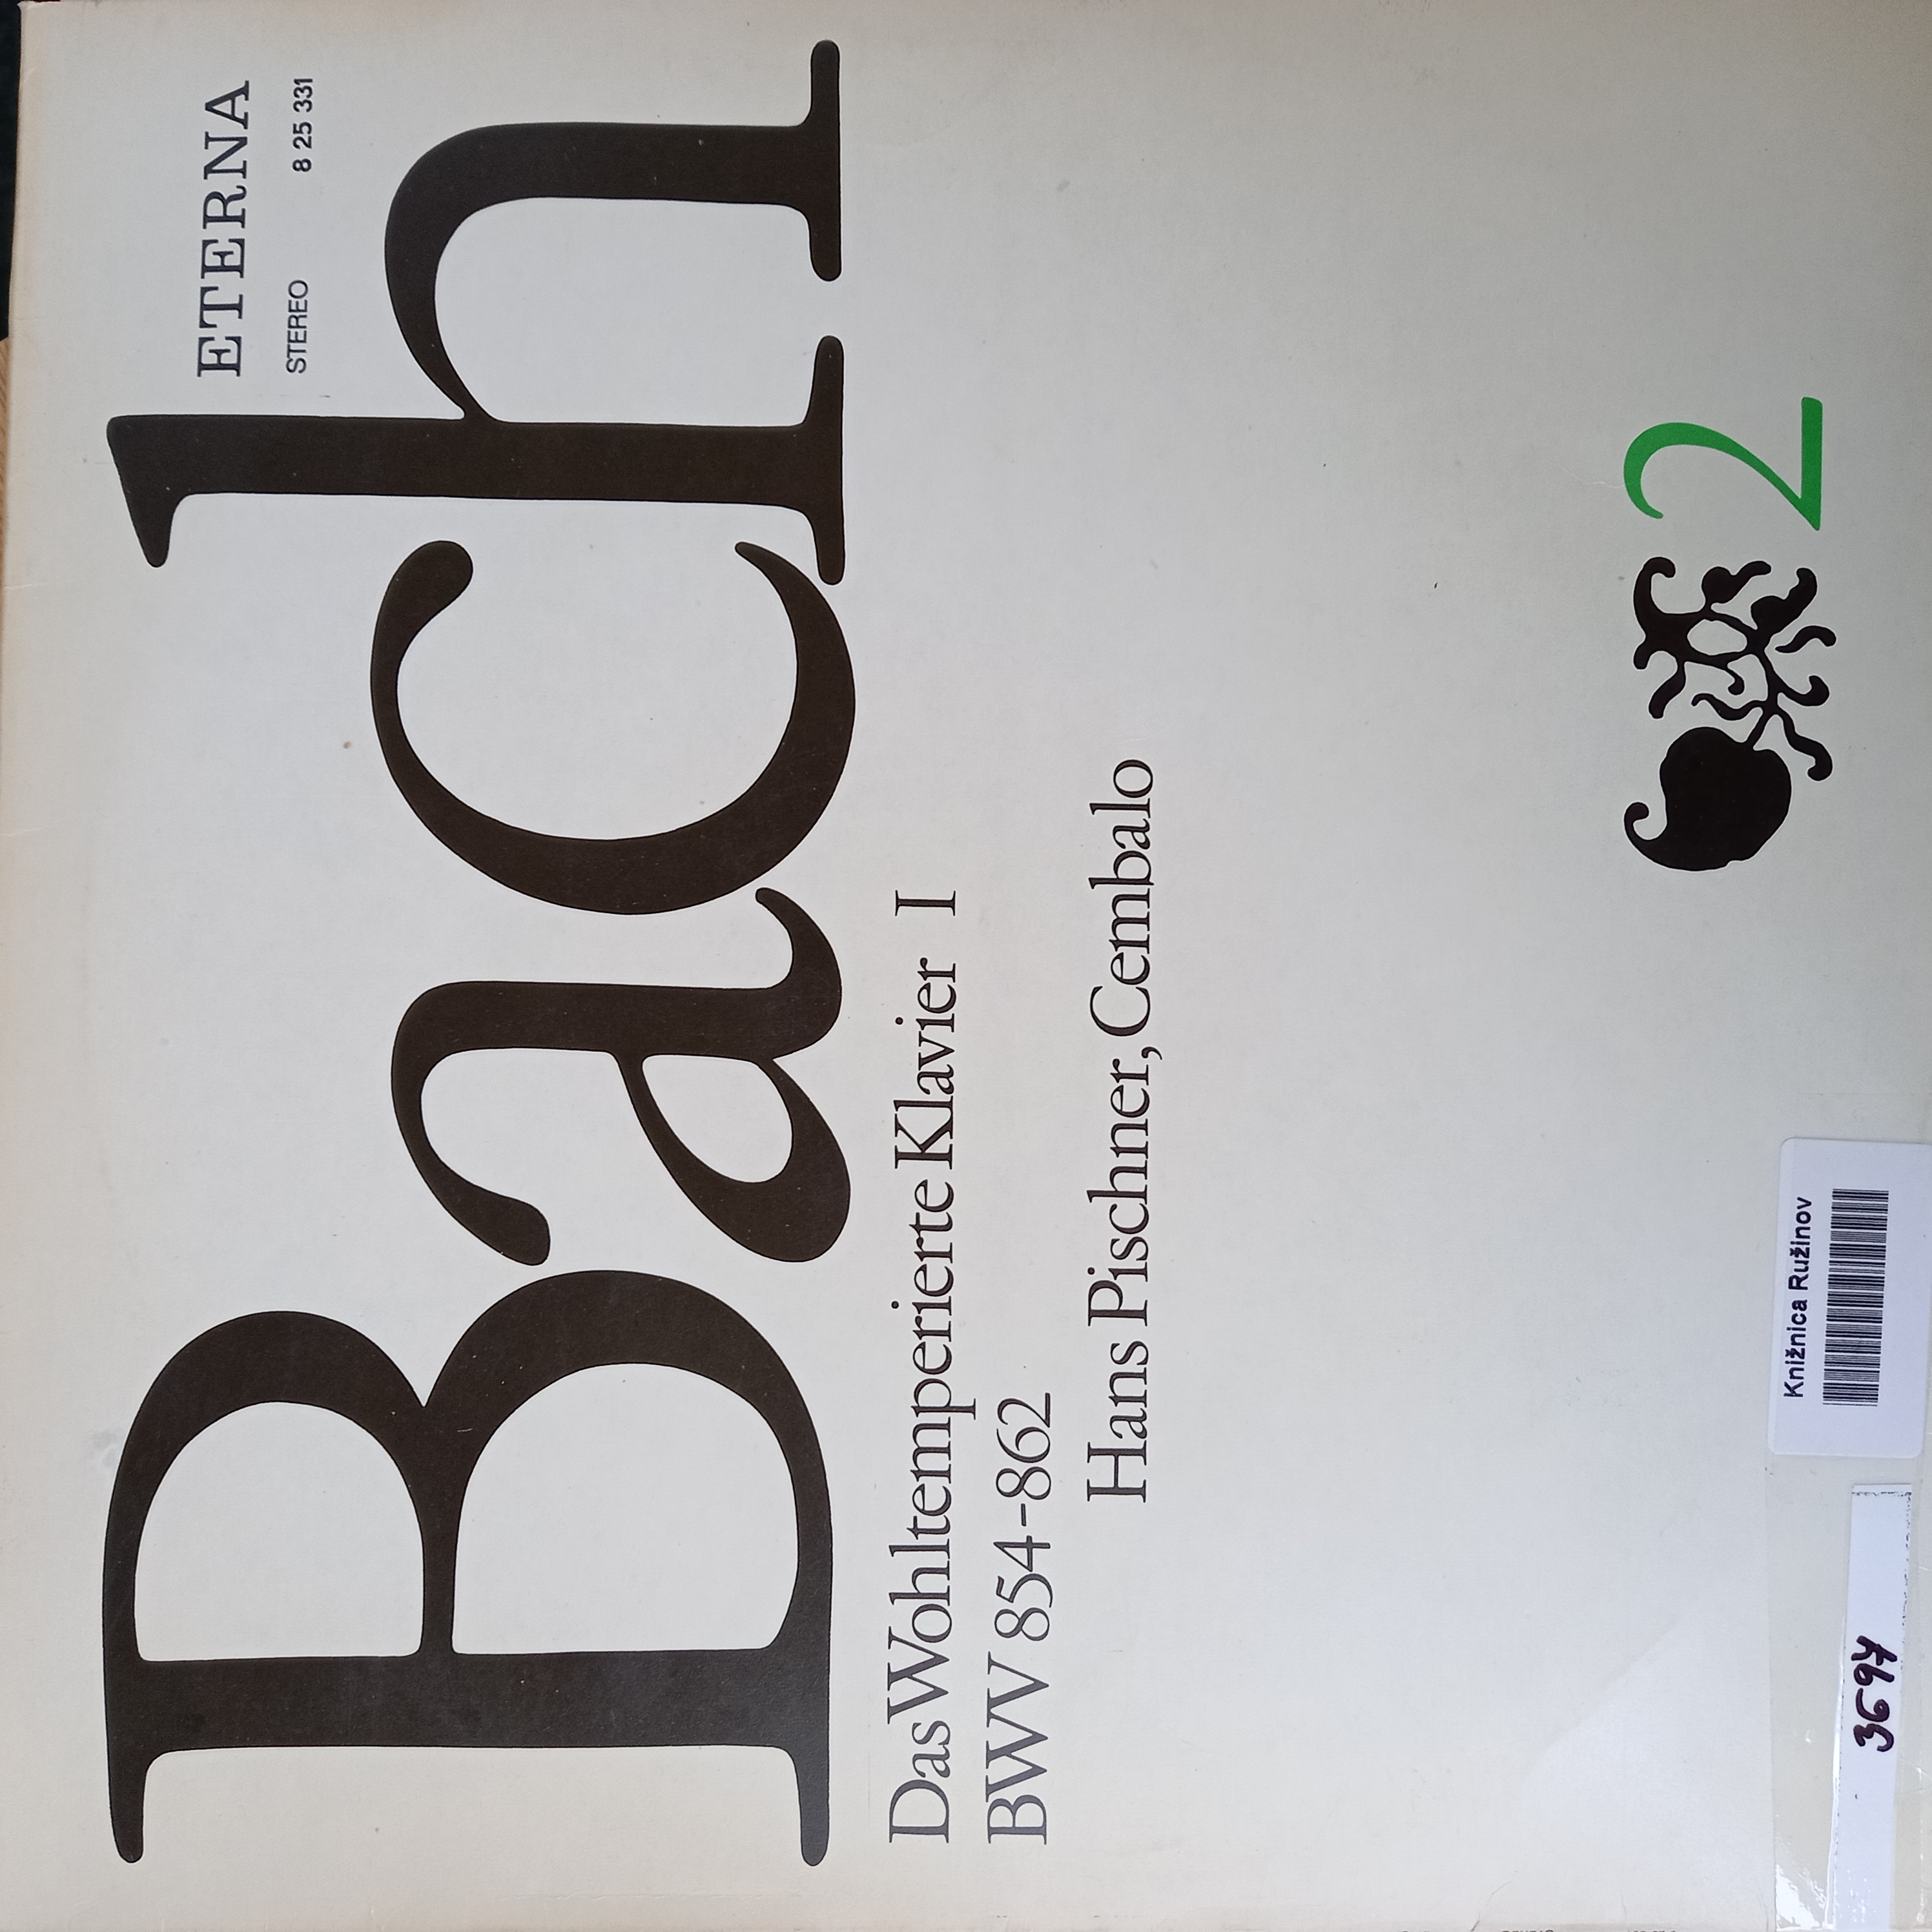 ETERNA
STEREO 8 25 331
Bach
Das Wohltemperierte Klavier I
BWV 854-862
Hans Pischner, Cembalo
2
Knižnica Ružinov
3694